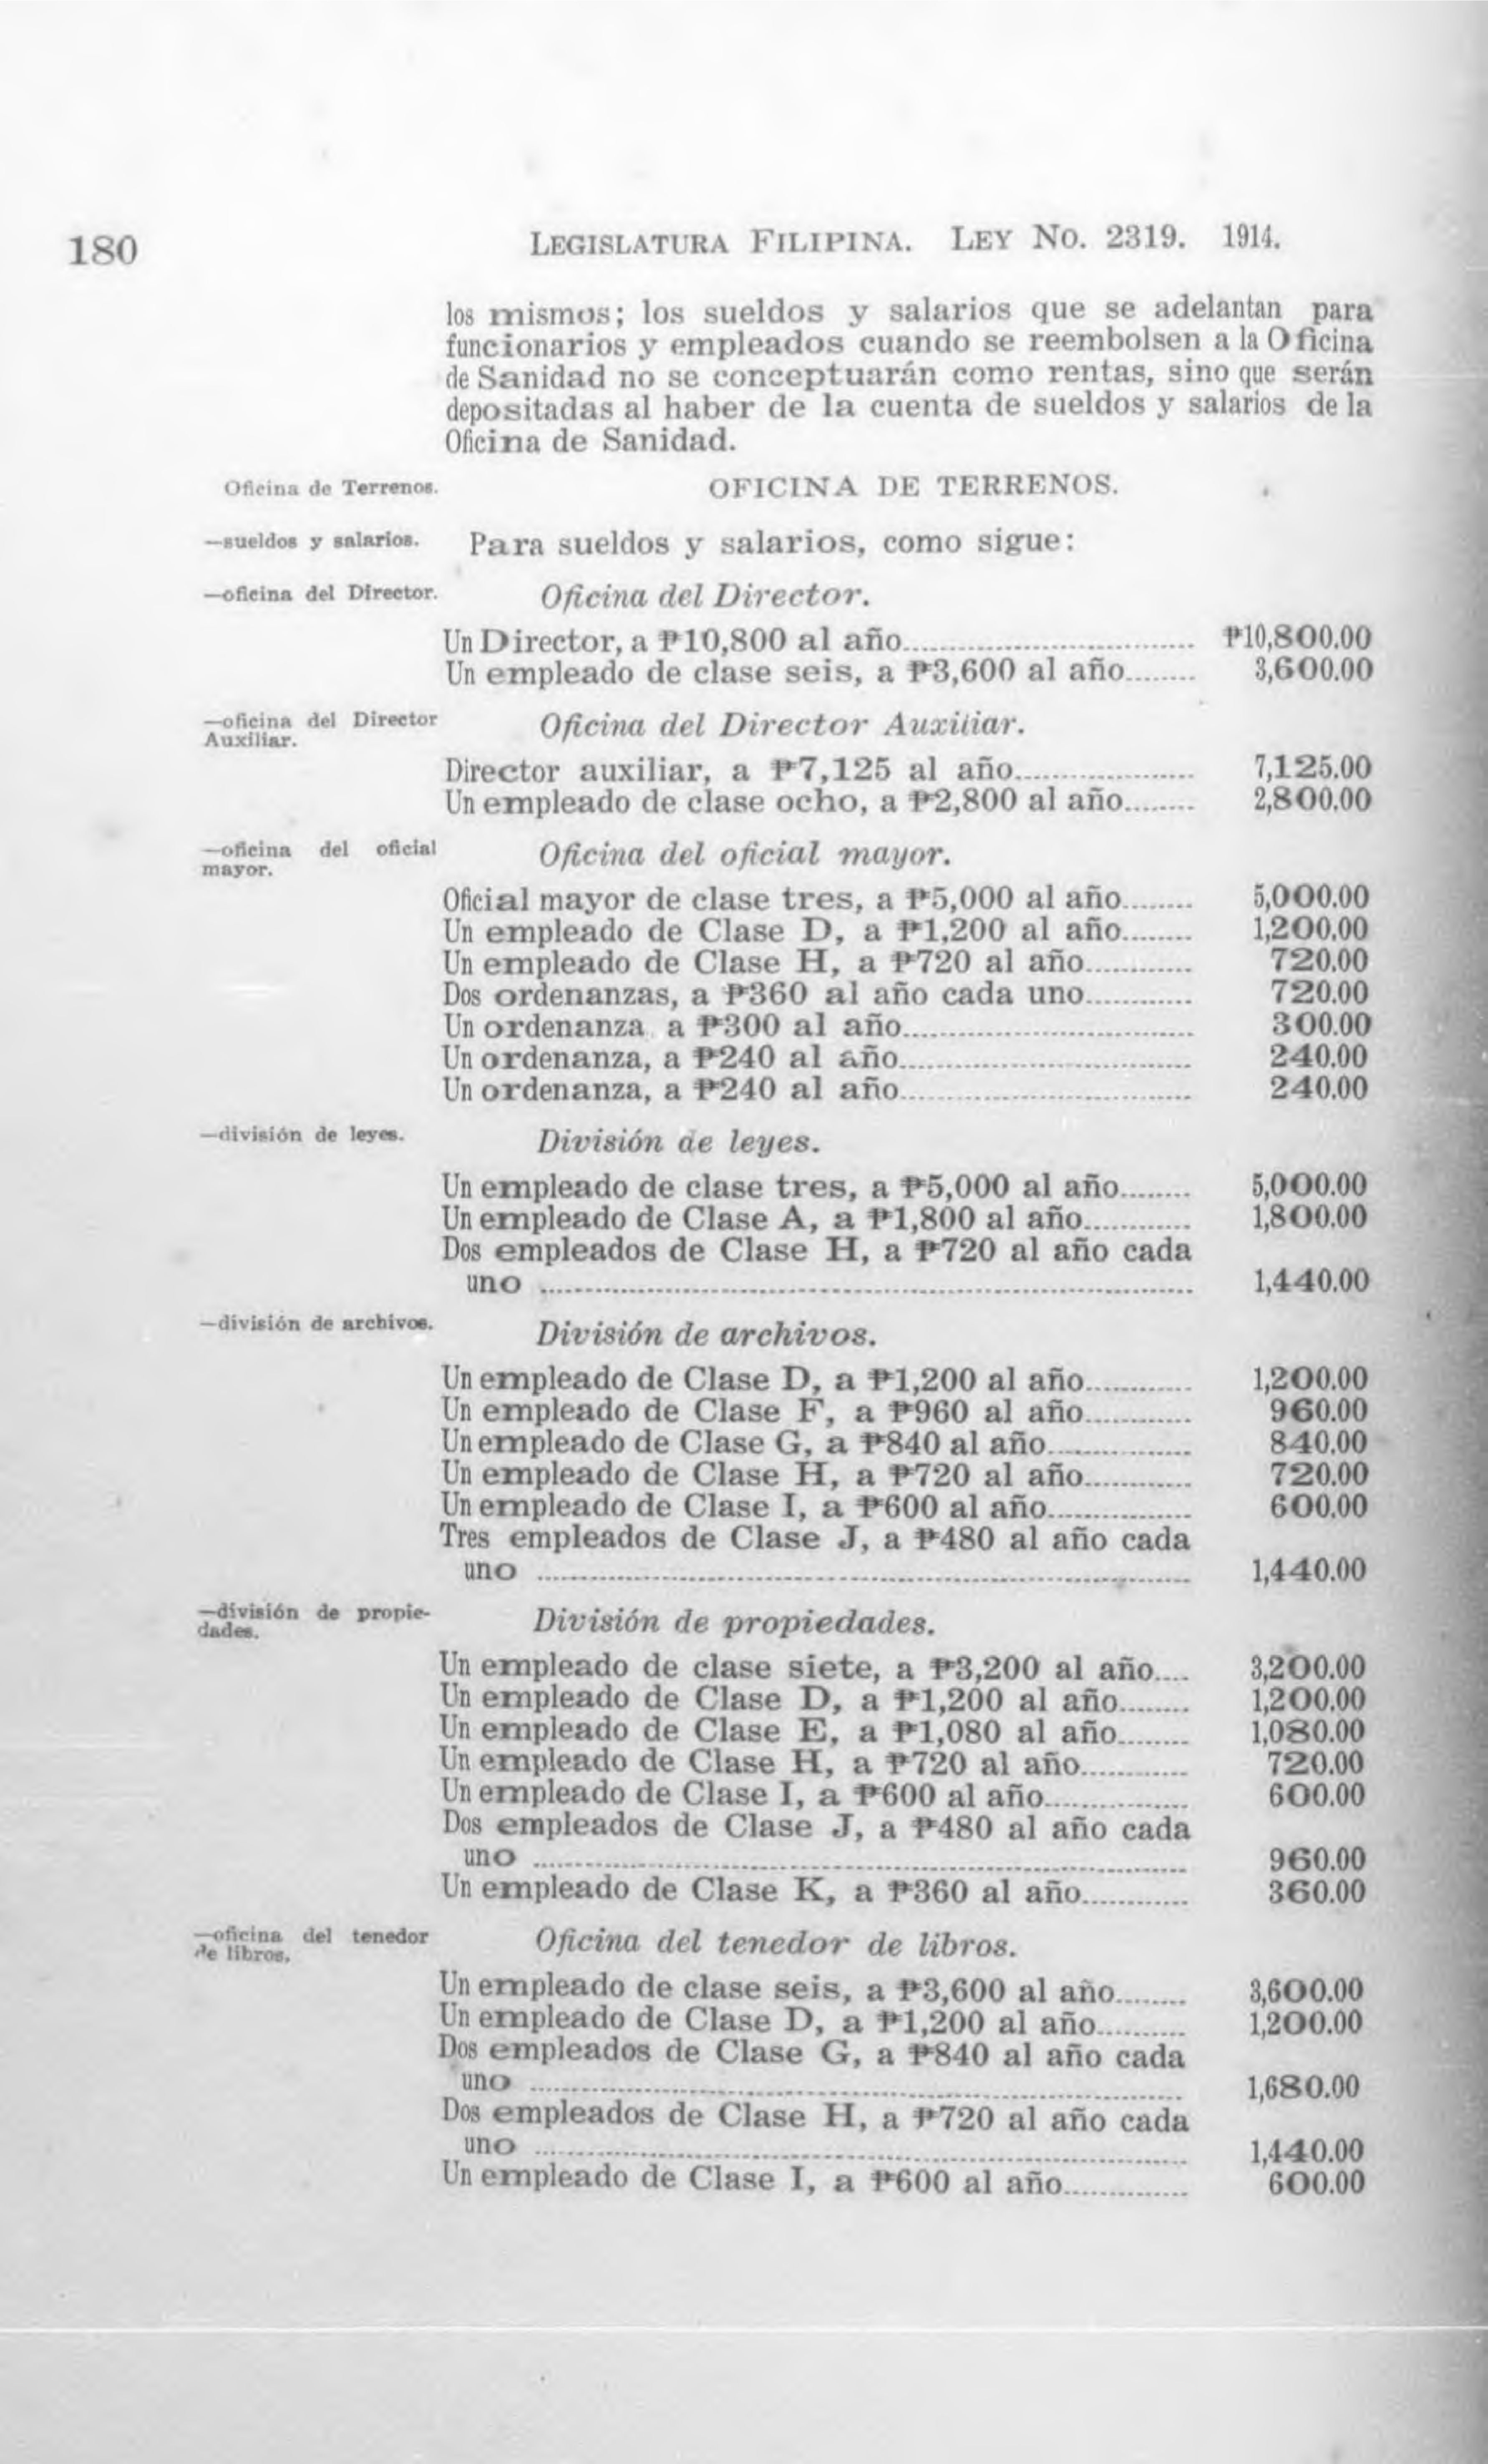 180
LEGISLATURA FILIPINA. LEY NO. 2319. 1914.
los mismos; los sueldos y salarios que se adelantan para
funcionarios y empleados cuando se reembolsen a la Oficina
de Sanidad no se conceptuarán como rentas, sino que serán
depositadas al haber de la cuenta de sueldos y salarios de la
Oficina de Sanidad.
Oficina de Terrenos.
OFICINA DE TERRENOS.
—sueldos y salarios.
Para sueldos y salarios, como sigue:
—oficina del Director.
Oficina del Director.
Un Director, a ₱10,800 al año ₱10,800.00
Un empleado de clase seis, a ₱3,600 al año 3,600.00
—oficina del Director
Auxiliar.
Oficina del Director Auxiliar.
Director auxiliar, a ₱7,125 al año 7,125.00
Un empleado de clase ocho, a ₱2,800 al año 2,800.00
—oficina del oficial
mayor.
Oficina del oficial mayor.
Oficial mayor de clase tres, a ₱5,000 al año 5,000.00
Un empleado de Clase D, a ₱1,200 al año 1,200.00
Un empleado de Clase H, a ₱720 al año 720.00
Dos ordenanzas, a ₱360 al año cada uno 720.00
Un ordenanza a ₱300 al año 300.00
Un ordenanza, a ₱240 al año 240.00
Un ordenanza, a ₱240 al año 240.00
—división de leyes.
División de leyes.
Un empleado de clase tres, a ₱5,000 al año 5,000.00
Un empleado de Clase A, a ₱1,800 al año 1,800.00
Dos empleados de Clase H, a ₱720 al año cada
uno 1,440.00
—división de archivos.
División de archivos.
Un empleado de Clase D, a ₱1,200 al año 1,200.00
Un empleado de Clase F, a ₱960 al año 960.00
Un empleado de Clase G, a ₱840 al año 840.00
Un empleado de Clase H, a ₱720 al año 720.00
Un empleado de Clase I, a ₱600 al año 600.00
Tres empleados de Clase J, a ₱480 al año cada
uno 1,440.00
—división de propie-
dades.
División de propiedades.
Un empleado de clase siete, a ₱3,200 al año 3,200.00
Un empleado de Clase D, a ₱1,200 al año 1,200.00
Un empleado de Clase E, a ₱1,080 al año 1,080.00
Un empleado de Clase H, a ₱720 al año 720.00
Un empleado de Clase I, a ₱600 al año 600.00
Dos empleados de Clase J, a ₱480 al año cada
uno 960.00
Un empleado de Clase K, a ₱360 al año 360.00
—oficina del tenedor
de libros.
Oficina del tenedor de libros.
Un empleado de clase seis, a ₱3,600 al año 3,600.00
Un empleado de Clase D, a ₱1,200 al año 1,200.00
Dos empleados de Clase G, a ₱840 al año cada
uno 1,680.00
Dos empleados de Clase H, a ₱720 al año cada
uno 1,440.00
Un empleado de Clase I, a ₱600 al año 600.00